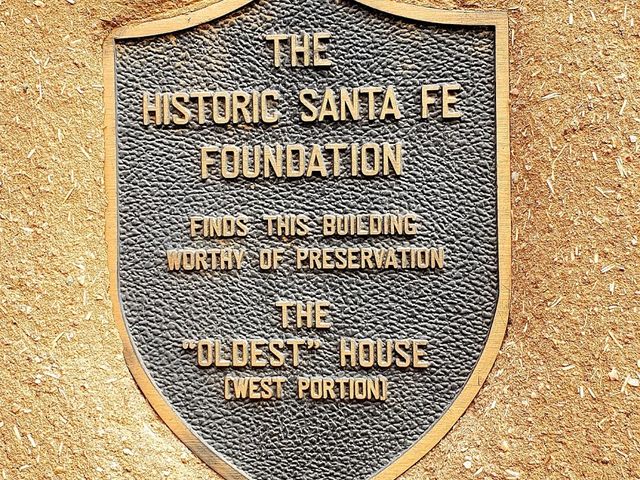 THE
HISTORIC SANTA FE
FOUNDATION
FINDS THIS BUILDING
WORTHY OF PRESERVATION
THE
"OLDEST" HOUSE
(WEST PORTION)